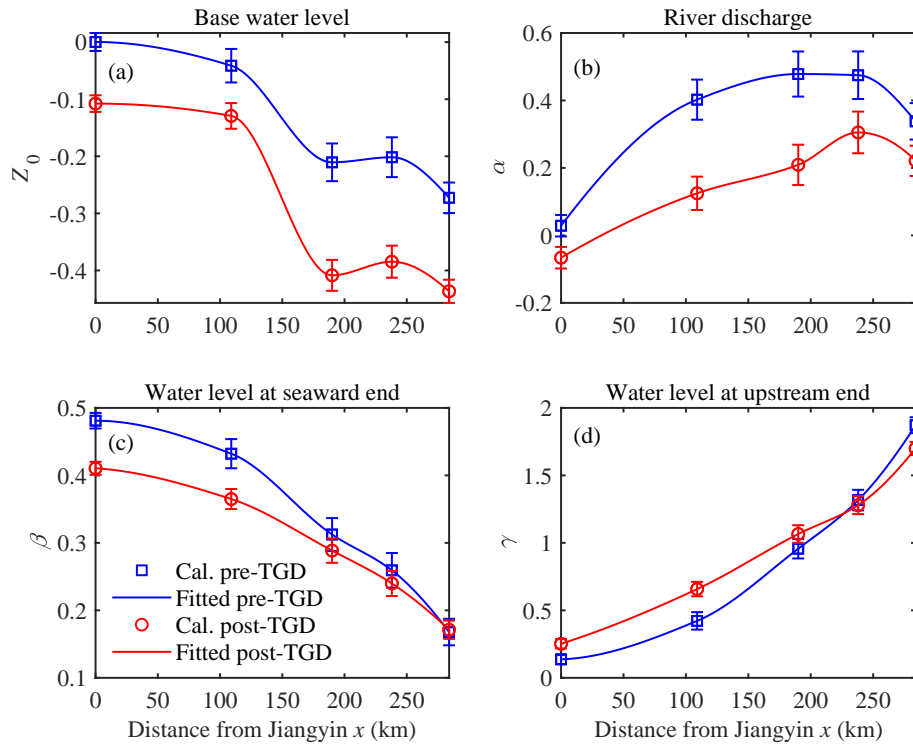 Base water level
(a)
Z0
0
-0.1
-0.2
-0.3
-0.4
0 50 100 150 200 250
River discharge
(b)
α
0.6
0.4
0.2
0
-0.2
0 50 100 150 200 250
Water level at seaward end
(c)
β
0.5
0.4
0.3
0.2
0.1
Cal. pre-TGD
Fitted pre-TGD
Cal. post-TGD
Fitted post-TGD
0 50 100 150 200 250
Distance from Jiangyin x (km)
Water level at upstream end
(d)
γ
2
1.5
1
0.5
0
0 50 100 150 200 250
Distance from Jiangyin x (km)